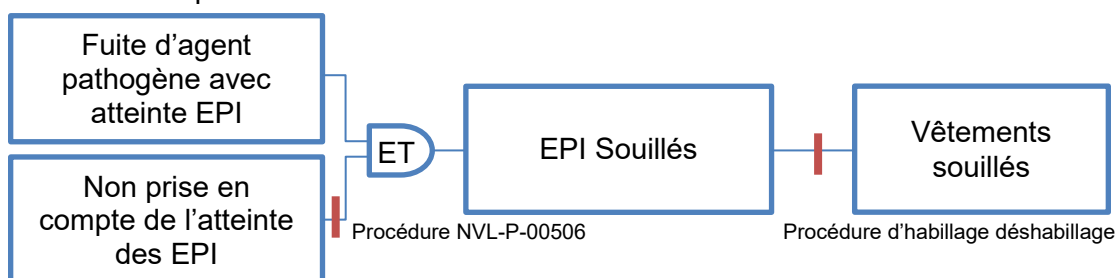 Fuite d'agent
pathogène avec
atteinte EPI
Non prise en
compte de l'atteinte
des EPI
ET
Procédure NVL-P-00506
EPI Souillés
Vêtements
souillés
Procédure d'habillage déshabillage